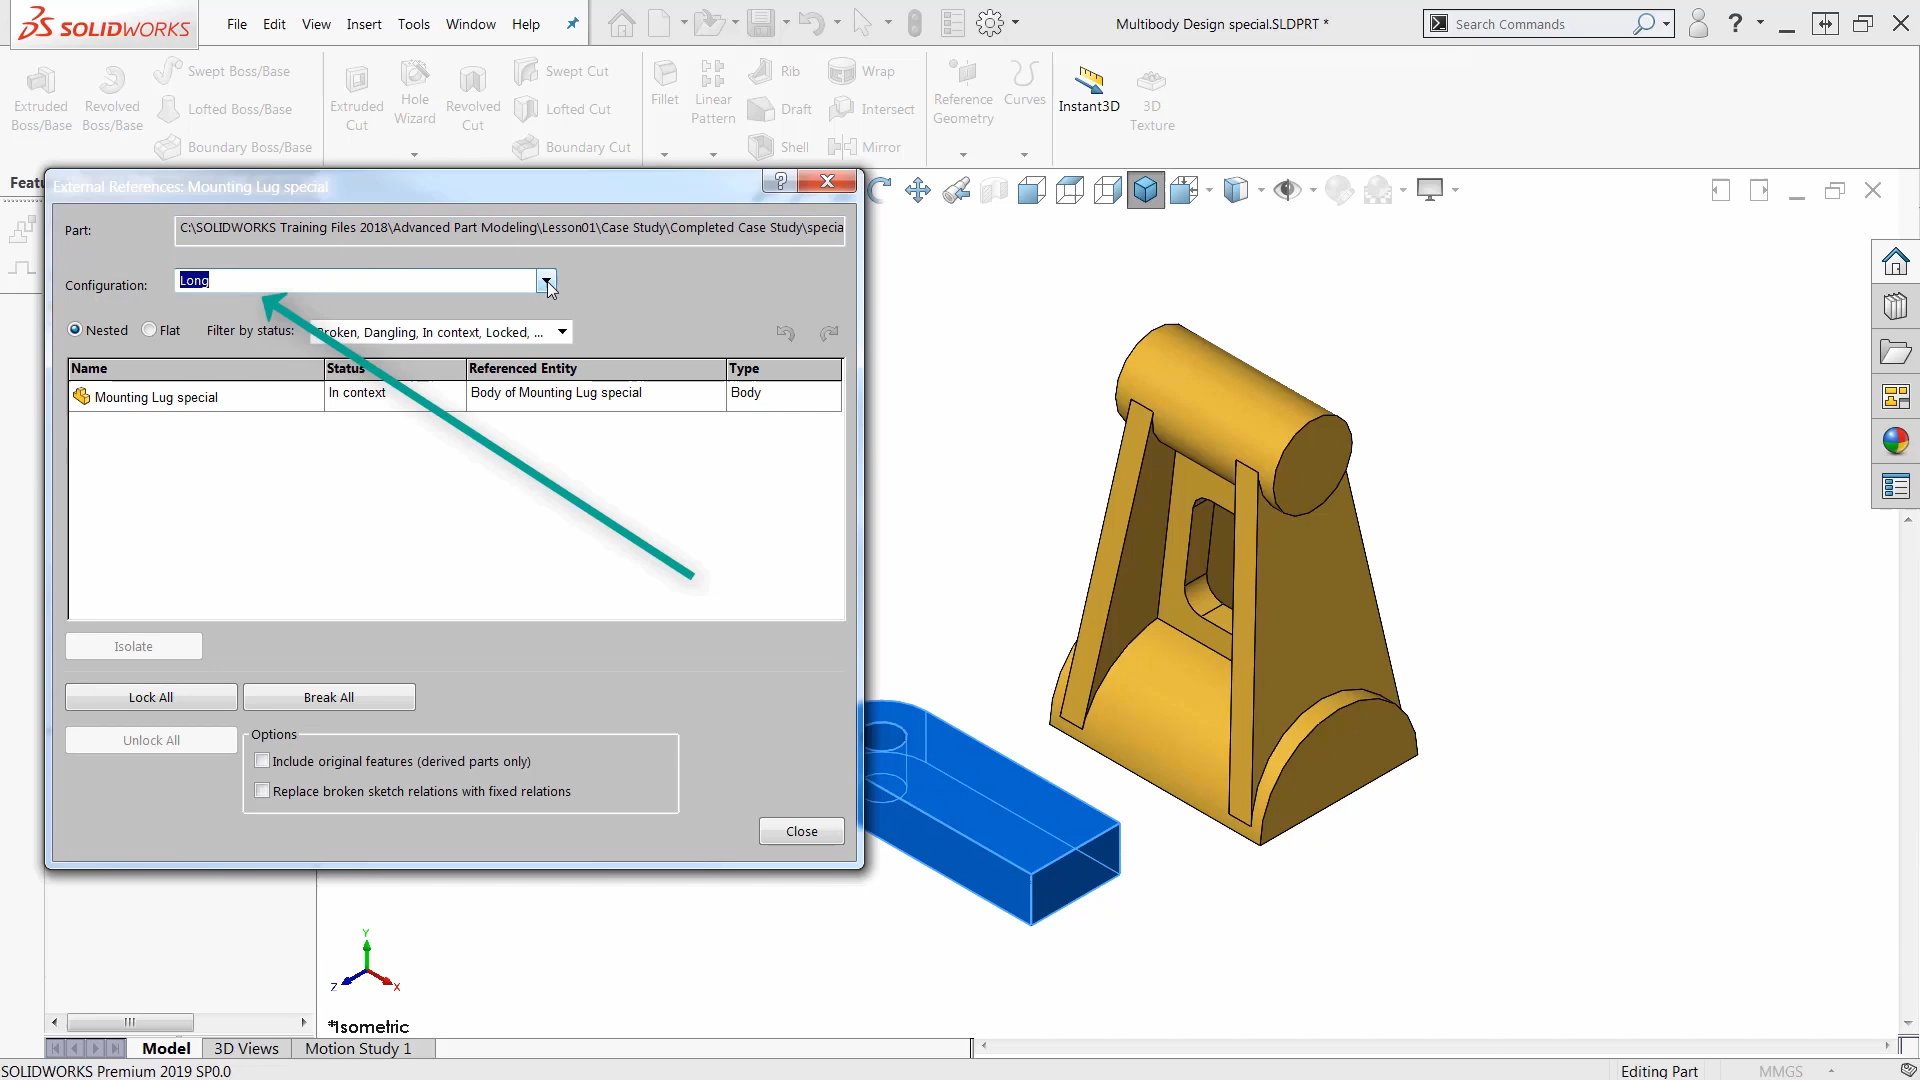 SOLIDWORKS
File Edit View Insert Tools Window Help
Multibody Design special.SLDPRT *
Search Commands
?
Extruded Boss/Base
Revolved Boss/Base
Swept Boss/Base
Lofted Boss/Base
Boundary Boss/Base
Extruded Cut
Hole Wizard
Revolved Cut
Swept Cut
Lofted Cut
Boundary Cut
Fillet
Linear Pattern
Rib
Draft
Shell
Wrap
Intersect
Mirror
Reference Geometry
Curves
Instant3D
3D Texture
Featu
External References: Mounting Lug special
?
Part: C:\SOLIDWORKS Training Files 2018\Advanced Part Modeling\Lesson01\Case Study\Completed Case Study\specia
Configuration: Long
Nested Flat Filter by status: Broken, Dangling, In context, Locked, ...
Name Status Referenced Entity Type
Mounting Lug special In context Body of Mounting Lug special Body
Isolate
Lock All Break All
Unlock All
Options
Include original features (derived parts only)
Replace broken sketch relations with fixed relations
Close
Y
Z X
*Isometric
Model 3D Views Motion Study 1
SOLIDWORKS Premium 2019 SP0.0 Editing Part MMGS